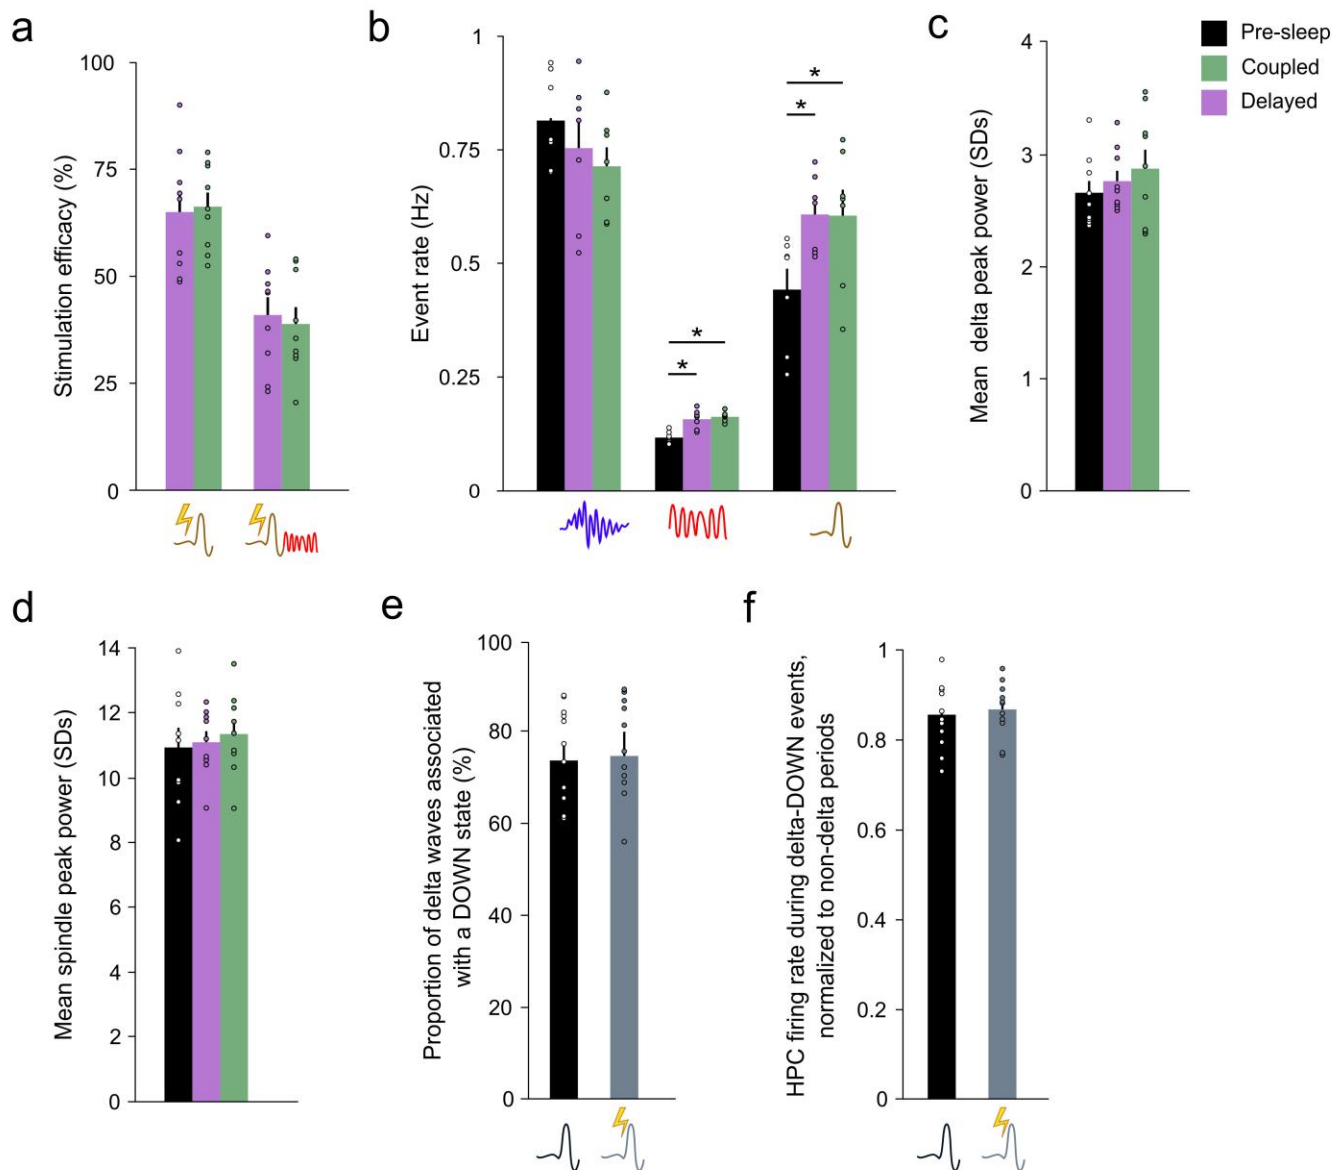 a
Stimulation efficacy (%)
100
75
50
25
0
b
Event rate (Hz)
1
0.75
0.5
0.25
0
*
*
*
*
c
Mean delta peak power (SDs)
4
3
2
1
0
Pre-sleep
Coupled
Delayed
d
Mean spindle peak power (SDs)
14
12
10
8
6
4
2
0
e
Proportion of delta waves associated
with a DOWN state (%)
100
80
60
40
20
0
f
HPC firing rate during delta-DOWN events,
normalized to non-delta periods
1
0.8
0.6
0.4
0.2
0